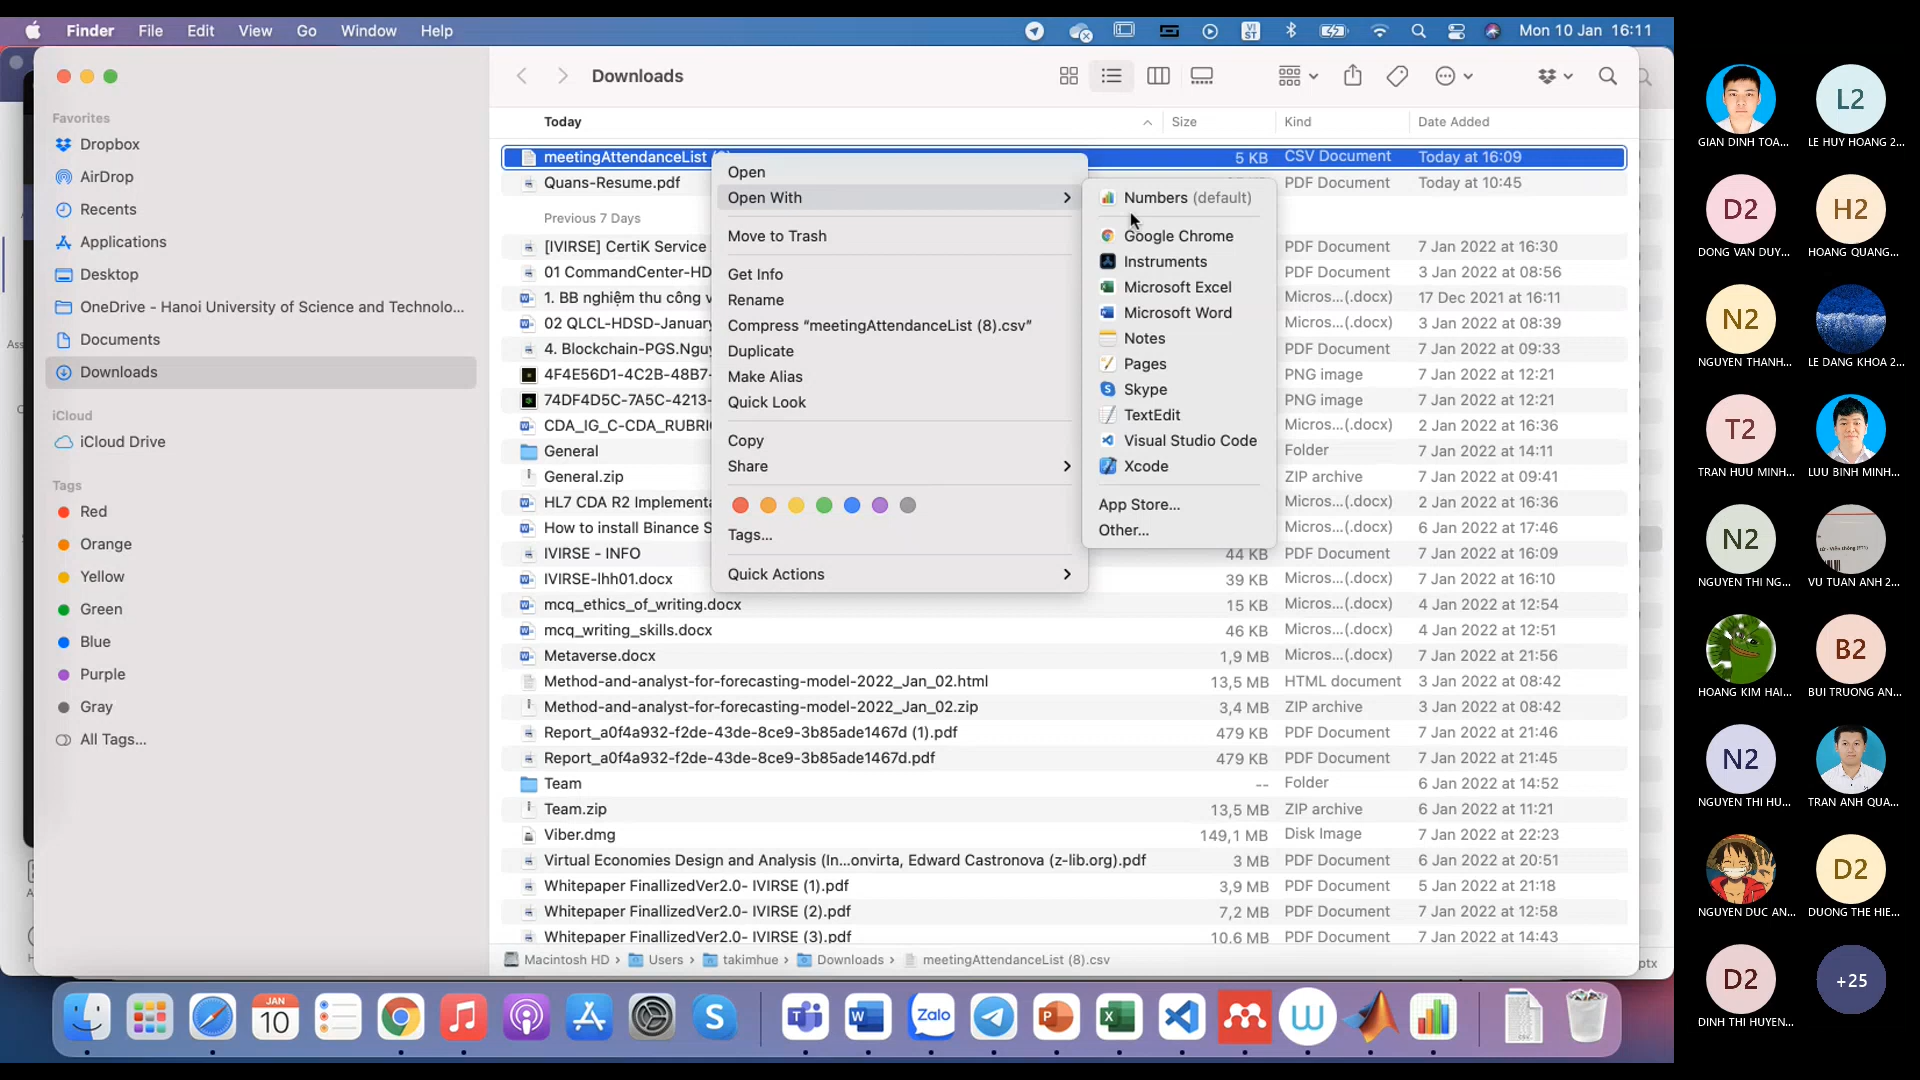 Finder File Edit View Go Window Help
VI
ST
Mon 10 Jan 16:11
Downloads
Favorites
Dropbox
AirDrop
Recents
Applications
Desktop
OneDrive - Hanoi University of Science and Technolo...
Documents
Downloads
iCloud
iCloud Drive
Tags
Red
Orange
Yellow
Green
Blue
Purple
Gray
All Tags...
Today Size Kind Date Added
meetingAttendanceList 5 KB CSV Document Today at 16:09
Quans-Resume.pdf PDF Document Today at 10:45
Previous 7 Days
[IVIRSE] CertiK Service PDF Document 7 Jan 2022 at 16:30
01 CommandCenter-HD PDF Document 3 Jan 2022 at 08:56
1. BB nghiệm thu công v Micros...(.docx) 17 Dec 2021 at 16:11
02 QLCL-HDSD-January Micros...(.docx) 3 Jan 2022 at 08:39
4. Blockchain-PGS.Nguy PDF Document 7 Jan 2022 at 09:33
4F4E56D1-4C2B-48B7- PNG image 7 Jan 2022 at 12:21
74DF4D5C-7A5C-4213- PNG image 7 Jan 2022 at 12:21
CDA_IG_C-CDA_RUBRI Micros...(.docx) 2 Jan 2022 at 16:36
General Folder 7 Jan 2022 at 14:11
General.zip ZIP archive 7 Jan 2022 at 09:41
HL7 CDA R2 Implementa Micros...(.docx) 2 Jan 2022 at 16:36
How to install Binance S Micros...(.docx) 6 Jan 2022 at 17:46
IVIRSE - INFO 44 KB PDF Document 7 Jan 2022 at 16:09
IVIRSE-lhh01.docx 39 KB Micros...(.docx) 7 Jan 2022 at 16:10
mcq_ethics_of_writing.docx 15 KB Micros...(.docx) 4 Jan 2022 at 12:54
mcq_writing_skills.docx 46 KB Micros...(.docx) 4 Jan 2022 at 12:51
Metaverse.docx 1,9 MB Micros...(.docx) 7 Jan 2022 at 21:56
Method-and-analyst-for-forecasting-model-2022_Jan_02.html 13,5 MB HTML document 3 Jan 2022 at 08:42
Method-and-analyst-for-forecasting-model-2022_Jan_02.zip 3,4 MB ZIP archive 3 Jan 2022 at 08:42
Report_a0f4a932-f2de-43de-8ce9-3b85ade1467d (1).pdf 479 KB PDF Document 7 Jan 2022 at 21:46
Report_a0f4a932-f2de-43de-8ce9-3b85ade1467d.pdf 479 KB PDF Document 7 Jan 2022 at 21:45
Team -- Folder 6 Jan 2022 at 14:52
Team.zip 13,5 MB ZIP archive 6 Jan 2022 at 11:21
Viber.dmg 149,1 MB Disk Image 7 Jan 2022 at 22:23
Virtual Economies Design and Analysis (In...onvirta, Edward Castronova (z-lib.org).pdf 3 MB PDF Document 6 Jan 2022 at 20:51
Whitepaper FinallizedVer2.0- IVIRSE (1).pdf 3,9 MB PDF Document 5 Jan 2022 at 21:18
Whitepaper FinallizedVer2.0- IVIRSE (2).pdf 7,2 MB PDF Document 7 Jan 2022 at 12:58
Whitepaper FinallizedVer2.0- IVIRSE (3).pdf 10,6 MB PDF Document 7 Jan 2022 at 14:43
Macintosh HD › Users › takimhue › Downloads › meetingAttendanceList (8).csv
ptx
Open
Open With
Move to Trash
Get Info
Rename
Compress “meetingAttendanceList (8).csv”
Duplicate
Make Alias
Quick Look
Copy
Share
Tags...
Quick Actions
Numbers (default)
Google Chrome
Instruments
Microsoft Excel
Microsoft Word
Notes
Pages
Skype
TextEdit
Visual Studio Code
Xcode
App Store...
Other...
JAN
10
Zalo
L2
GIAN DINH TOA... LE HUY HOANG 2...
D2 H2
DONG VAN DUY... HOANG QUANG...
N2
NGUYEN THANH... LE DANG KHOA 2...
T2
TRAN HUU MINH... LUU BINH MINH...
N2
NGUYEN THI NG... VU TUAN ANH 2...
B2
HOANG KIM HAI... BUI TRUONG AN...
N2
NGUYEN THI HU... TRAN ANH QUA...
D2
NGUYEN DUC AN... DUONG THE HIE...
D2 +25
DINH THI HUYEN...